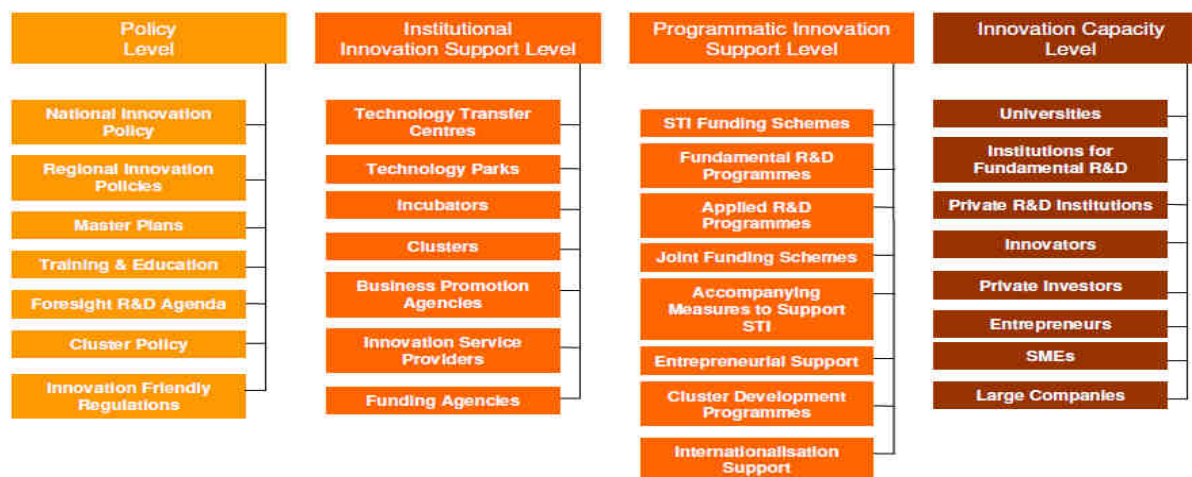 Policy
Level
National Innovation
Policy
Regional Innovation
Policies
Master Plans
Training & Education
Foresight R&D Agenda
Cluster Policy
Innovation Friendly
Regulations
Institutional
Innovation Support Level
Technology Transfer
Centres
Technology Parks
Incubators
Clusters
Business Promotion
Agencies
Innovation Service
Providers
Funding Agencies
Programmatic Innovation
Support Level
STI Funding Schemes
Fundamental R&D
Programmes
Applied R&D
Programmes
Joint Funding Schemes
Accompanying
Measures to Support
STI
Entrepreneurial Support
Cluster Development
Programmes
Internationalisation
Support
Innovation Capacity
Level
Universities
Institutions for
Fundamental R&D
Private R&D Institutions
Innovators
Private Investors
Entrepreneurs
SMEs
Large Companies